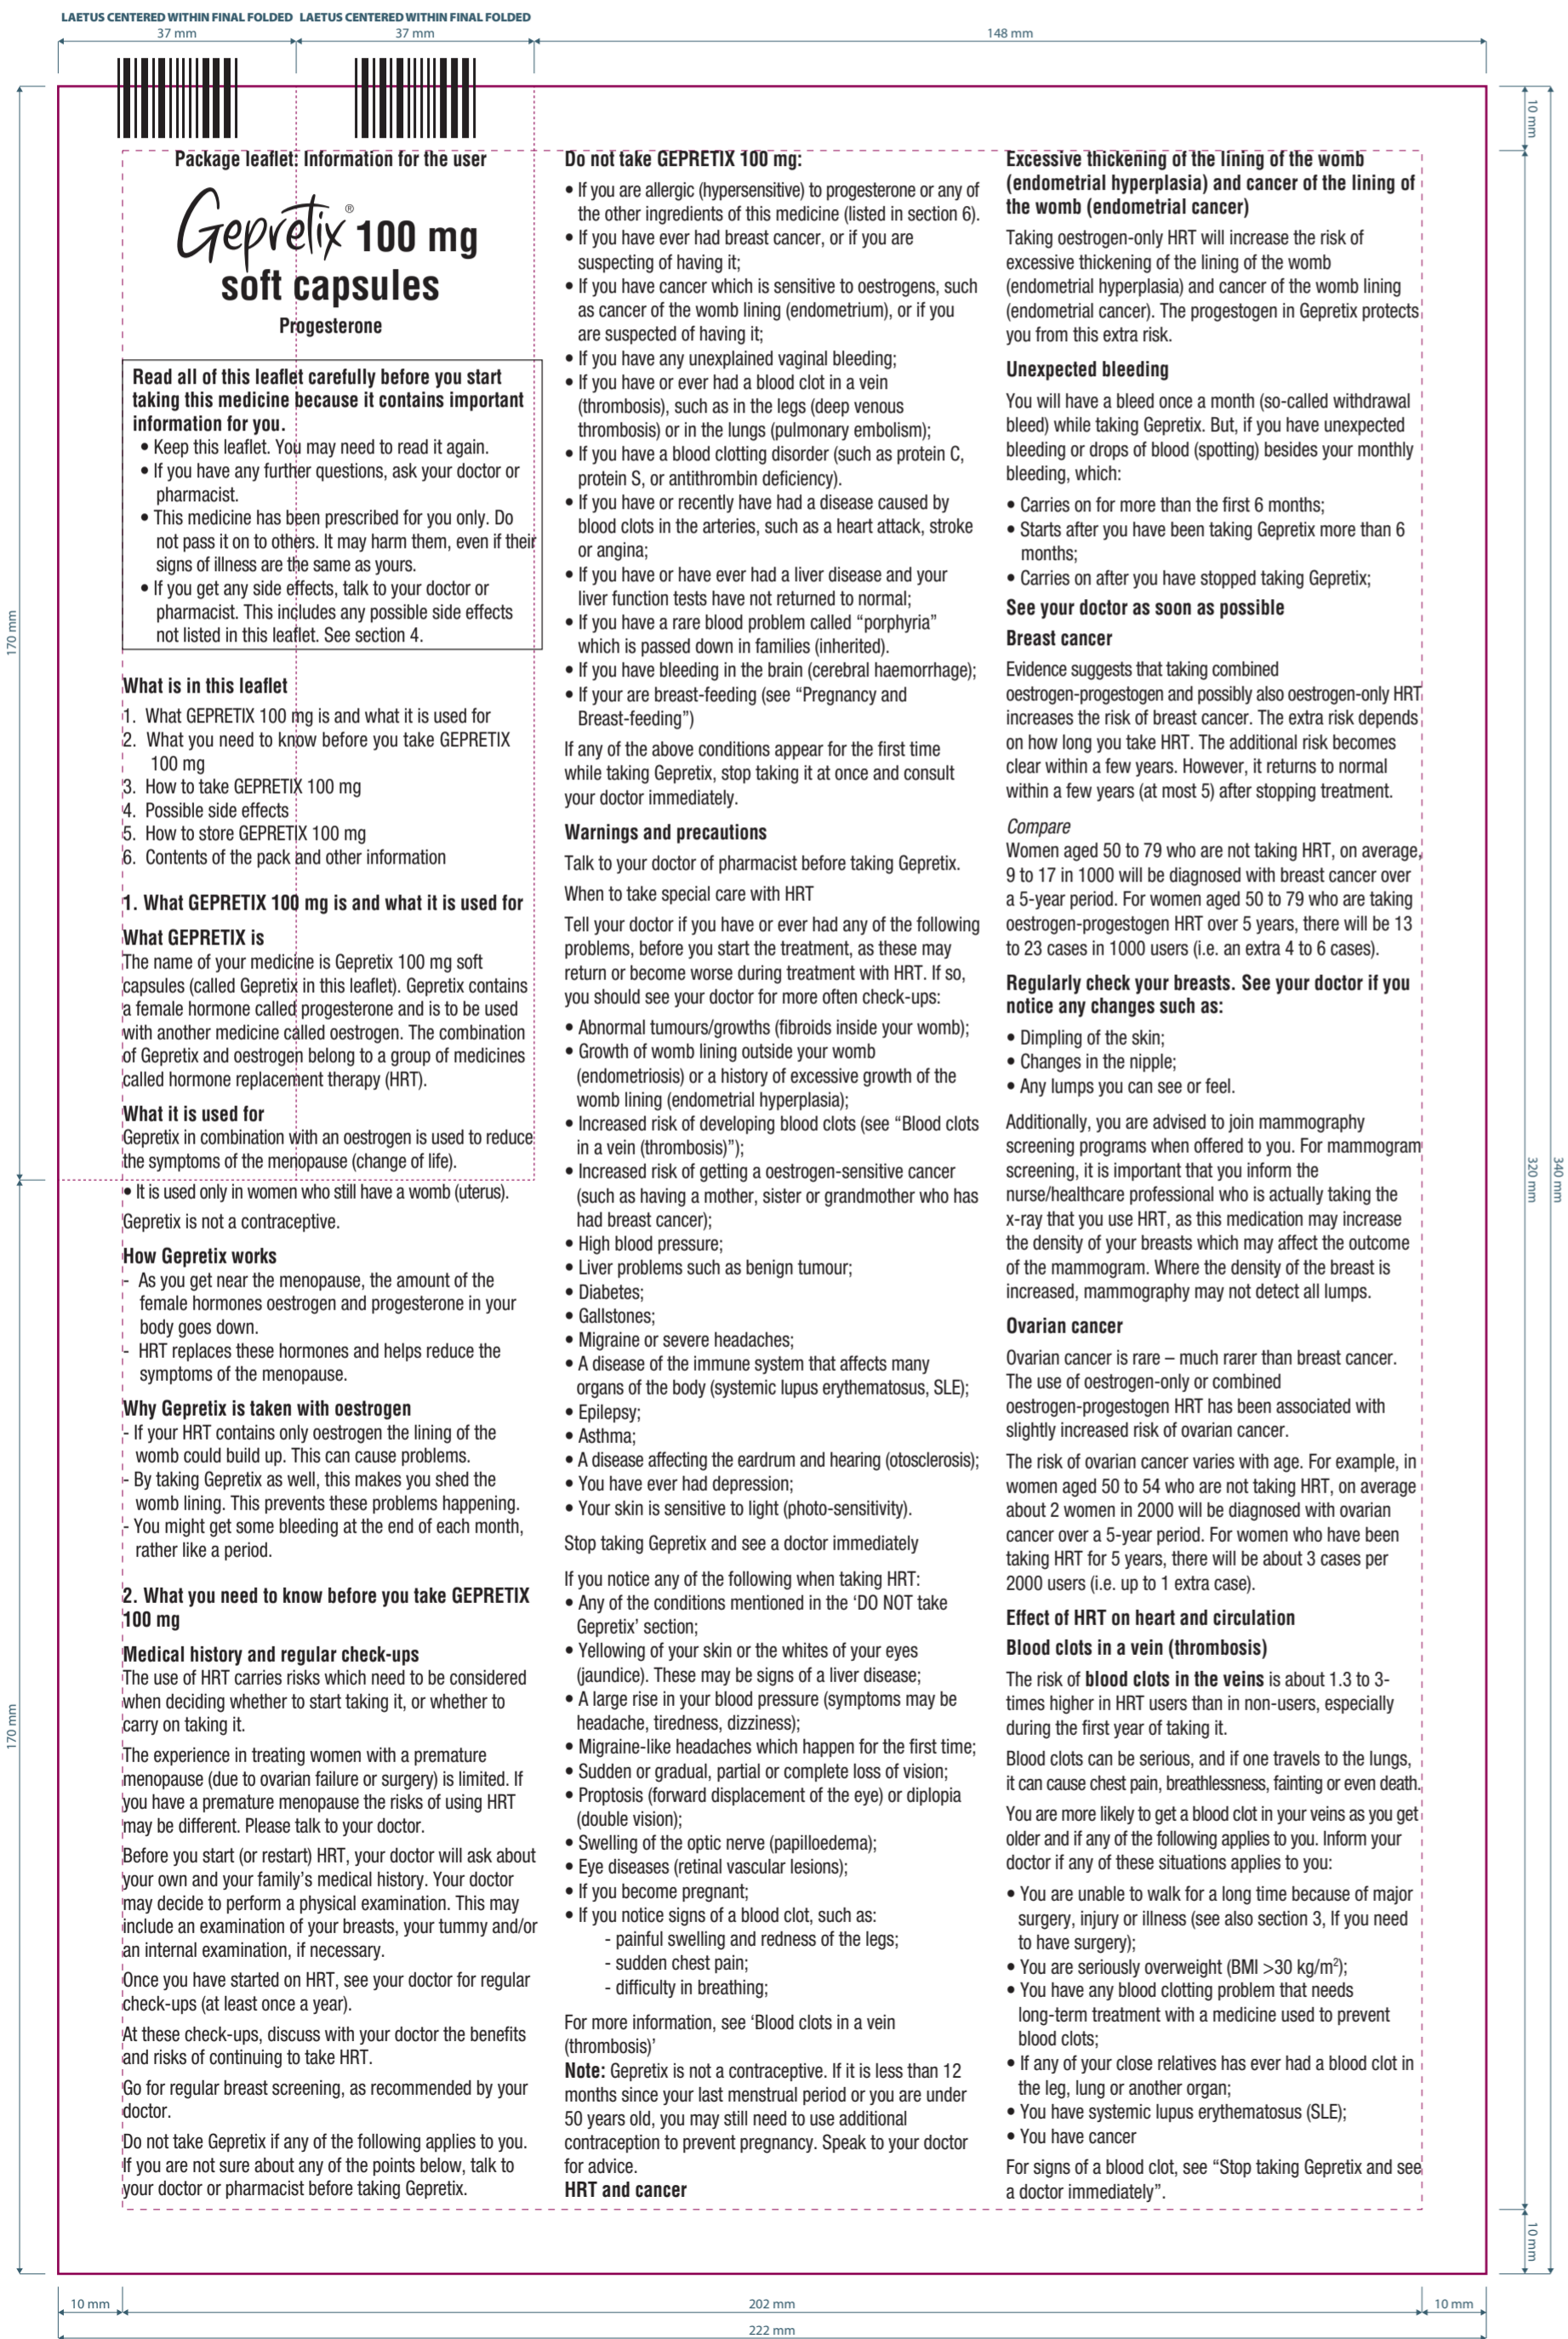 LAETUS CENTERED WITHIN FINAL FOLDED LAETUS CENTERED WITHIN FINAL FOLDED
37 mm
37 mm
148 mm
10 mm
170 mm
170 mm
320 mm
340 mm
Package leaflet: Information for the user
Gepretix® 100 mg
soft capsules
Progesterone
Read all of this leaflet carefully before you start
taking this medicine because it contains important
information for you.
• Keep this leaflet. You may need to read it again.
• If you have any further questions, ask your doctor or
pharmacist.
• This medicine has been prescribed for you only. Do
not pass it on to others. It may harm them, even if their
signs of illness are the same as yours.
• If you get any side effects, talk to your doctor or
pharmacist. This includes any possible side effects
not listed in this leaflet. See section 4.
What is in this leaflet
1. What GEPRETIX 100 mg is and what it is used for
2. What you need to know before you take GEPRETIX
100 mg
3. How to take GEPRETIX 100 mg
4. Possible side effects
5. How to store GEPRETIX 100 mg
6. Contents of the pack and other information
1. What GEPRETIX 100 mg is and what it is used for
What GEPRETIX is
The name of your medicine is Gepretix 100 mg soft
capsules (called Gepretix in this leaflet). Gepretix contains
a female hormone called progesterone and is to be used
with another medicine called oestrogen. The combination
of Gepretix and oestrogen belong to a group of medicines
called hormone replacement therapy (HRT).
What it is used for
Gepretix in combination with an oestrogen is used to reduce
the symptoms of the menopause (change of life).
• It is used only in women who still have a womb (uterus).
Gepretix is not a contraceptive.
How Gepretix works
- As you get near the menopause, the amount of the
female hormones oestrogen and progesterone in your
body goes down.
- HRT replaces these hormones and helps reduce the
symptoms of the menopause.
Why Gepretix is taken with oestrogen
- If your HRT contains only oestrogen the lining of the
womb could build up. This can cause problems.
- By taking Gepretix as well, this makes you shed the
womb lining. This prevents these problems happening.
- You might get some bleeding at the end of each month,
rather like a period.
2. What you need to know before you take GEPRETIX
100 mg
Medical history and regular check-ups
The use of HRT carries risks which need to be considered
when deciding whether to start taking it, or whether to
carry on taking it.
The experience in treating women with a premature
menopause (due to ovarian failure or surgery) is limited. If
you have a premature menopause the risks of using HRT
may be different. Please talk to your doctor.
Before you start (or restart) HRT, your doctor will ask about
your own and your family's medical history. Your doctor
may decide to perform a physical examination. This may
include an examination of your breasts, your tummy and/or
an internal examination, if necessary.
Once you have started on HRT, see your doctor for regular
check-ups (at least once a year).
At these check-ups, discuss with your doctor the benefits
and risks of continuing to take HRT.
Go for regular breast screening, as recommended by your
doctor.
Do not take Gepretix if any of the following applies to you.
If you are not sure about any of the points below, talk to
your doctor or pharmacist before taking Gepretix.
Do not take GEPRETIX 100 mg:
• If you are allergic (hypersensitive) to progesterone or any of
the other ingredients of this medicine (listed in section 6).
• If you have ever had breast cancer, or if you are
suspecting of having it;
• If you have cancer which is sensitive to oestrogens, such
as cancer of the womb lining (endometrium), or if you
are suspected of having it;
• If you have any unexplained vaginal bleeding;
• If you have or ever had a blood clot in a vein
(thrombosis), such as in the legs (deep venous
thrombosis) or in the lungs (pulmonary embolism);
• If you have a blood clotting disorder (such as protein C,
protein S, or antithrombin deficiency).
• If you have or recently have had a disease caused by
blood clots in the arteries, such as a heart attack, stroke
or angina;
• If you have or have ever had a liver disease and your
liver function tests have not returned to normal;
• If you have a rare blood problem called “porphyria”
which is passed down in families (inherited).
• If you have bleeding in the brain (cerebral haemorrhage);
• If your are breast-feeding (see “Pregnancy and
Breast-feeding”)
If any of the above conditions appear for the first time
while taking Gepretix, stop taking it at once and consult
your doctor immediately.
Warnings and precautions
Talk to your doctor of pharmacist before taking Gepretix.
When to take special care with HRT
Tell your doctor if you have or ever had any of the following
problems, before you start the treatment, as these may
return or become worse during treatment with HRT. If so,
you should see your doctor for more often check-ups:
• Abnormal tumours/growths (fibroids inside your womb);
• Growth of womb lining outside your womb
(endometriosis) or a history of excessive growth of the
womb lining (endometrial hyperplasia);
• Increased risk of developing blood clots (see “Blood clots
in a vein (thrombosis)”);
• Increased risk of getting a oestrogen-sensitive cancer
(such as having a mother, sister or grandmother who has
had breast cancer);
• High blood pressure;
• Liver problems such as benign tumour;
• Diabetes;
• Gallstones;
• Migraine or severe headaches;
• A disease of the immune system that affects many
organs of the body (systemic lupus erythematosus, SLE);
• Epilepsy;
• Asthma;
• A disease affecting the eardrum and hearing (otosclerosis);
• You have ever had depression;
• Your skin is sensitive to light (photo-sensitivity).
Stop taking Gepretix and see a doctor immediately
If you notice any of the following when taking HRT:
• Any of the conditions mentioned in the ‘DO NOT take
Gepretix’ section;
• Yellowing of your skin or the whites of your eyes
(jaundice). These may be signs of a liver disease;
• A large rise in your blood pressure (symptoms may be
headache, tiredness, dizziness);
• Migraine-like headaches which happen for the first time;
• Sudden or gradual, partial or complete loss of vision;
• Proptosis (forward displacement of the eye) or diplopia
(double vision);
• Swelling of the optic nerve (papilloedema);
• Eye diseases (retinal vascular lesions);
• If you become pregnant;
• If you notice signs of a blood clot, such as:
- painful swelling and redness of the legs;
- sudden chest pain;
- difficulty in breathing;
For more information, see ‘Blood clots in a vein
(thrombosis)’
Note: Gepretix is not a contraceptive. If it is less than 12
months since your last menstrual period or you are under
50 years old, you may still need to use additional
contraception to prevent pregnancy. Speak to your doctor
for advice.
HRT and cancer
Excessive thickening of the lining of the womb
(endometrial hyperplasia) and cancer of the lining of
the womb (endometrial cancer)
Taking oestrogen-only HRT will increase the risk of
excessive thickening of the lining of the womb
(endometrial hyperplasia) and cancer of the womb lining
(endometrial cancer). The progestogen in Gepretix protects
you from this extra risk.
Unexpected bleeding
You will have a bleed once a month (so-called withdrawal
bleed) while taking Gepretix. But, if you have unexpected
bleeding or drops of blood (spotting) besides your monthly
bleeding, which:
• Carries on for more than the first 6 months;
• Starts after you have been taking Gepretix more than 6
months;
• Carries on after you have stopped taking Gepretix;
See your doctor as soon as possible
Breast cancer
Evidence suggests that taking combined
oestrogen-progestogen and possibly also oestrogen-only HRT
increases the risk of breast cancer. The extra risk depends
on how long you take HRT. The additional risk becomes
clear within a few years. However, it returns to normal
within a few years (at most 5) after stopping treatment.
Compare
Women aged 50 to 79 who are not taking HRT, on average,
9 to 17 in 1000 will be diagnosed with breast cancer over
a 5-year period. For women aged 50 to 79 who are taking
oestrogen-progestogen HRT over 5 years, there will be 13
to 23 cases in 1000 users (i.e. an extra 4 to 6 cases).
Regularly check your breasts. See your doctor if you
notice any changes such as:
• Dimpling of the skin;
• Changes in the nipple;
• Any lumps you can see or feel.
Additionally, you are advised to join mammography
screening programs when offered to you. For mammogram
screening, it is important that you inform the
nurse/healthcare professional who is actually taking the
x-ray that you use HRT, as this medication may increase
the density of your breasts which may affect the outcome
of the mammogram. Where the density of the breast is
increased, mammography may not detect all lumps.
Ovarian cancer
Ovarian cancer is rare – much rarer than breast cancer.
The use of oestrogen-only or combined
oestrogen-progestogen HRT has been associated with
slightly increased risk of ovarian cancer.
The risk of ovarian cancer varies with age. For example, in
women aged 50 to 54 who are not taking HRT, on average
about 2 women in 2000 will be diagnosed with ovarian
cancer over a 5-year period. For women who have been
taking HRT for 5 years, there will be about 3 cases per
2000 users (i.e. up to 1 extra case).
Effect of HRT on heart and circulation
Blood clots in a vein (thrombosis)
The risk of blood clots in the veins is about 1.3 to 3-
times higher in HRT users than in non-users, especially
during the first year of taking it.
Blood clots can be serious, and if one travels to the lungs,
it can cause chest pain, breathlessness, fainting or even death.
You are more likely to get a blood clot in your veins as you get
older and if any of the following applies to you. Inform your
doctor if any of these situations applies to you:
• You are unable to walk for a long time because of major
surgery, injury or illness (see also section 3, If you need
to have surgery);
• You are seriously overweight (BMI >30 kg/m²);
• You have any blood clotting problem that needs
long-term treatment with a medicine used to prevent
blood clots;
• If any of your close relatives has ever had a blood clot in
the leg, lung or another organ;
• You have systemic lupus erythematosus (SLE);
• You have cancer
For signs of a blood clot, see “Stop taking Gepretix and see
a doctor immediately”.
10 mm
10 mm
202 mm
10 mm
222 mm